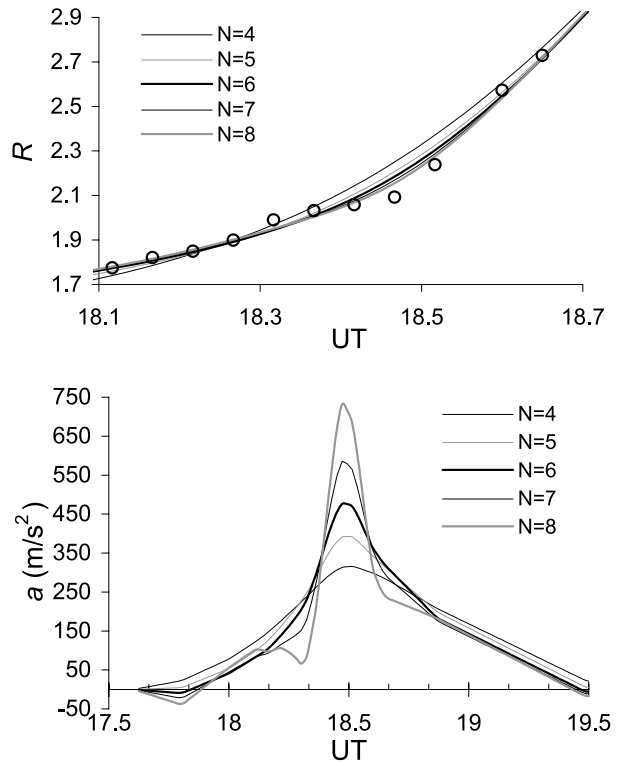 2.9
2.7
2.5
2.3
2.1
1.9
1.7
R
N=4
N=5
N=6
N=7
N=8
18.1
18.3
18.5
18.7
UT
750
650
550
450
350
250
150
50
-50
a (m/s²)
N=4
N=5
N=6
N=7
N=8
17.5
18
18.5
19
19.5
UT